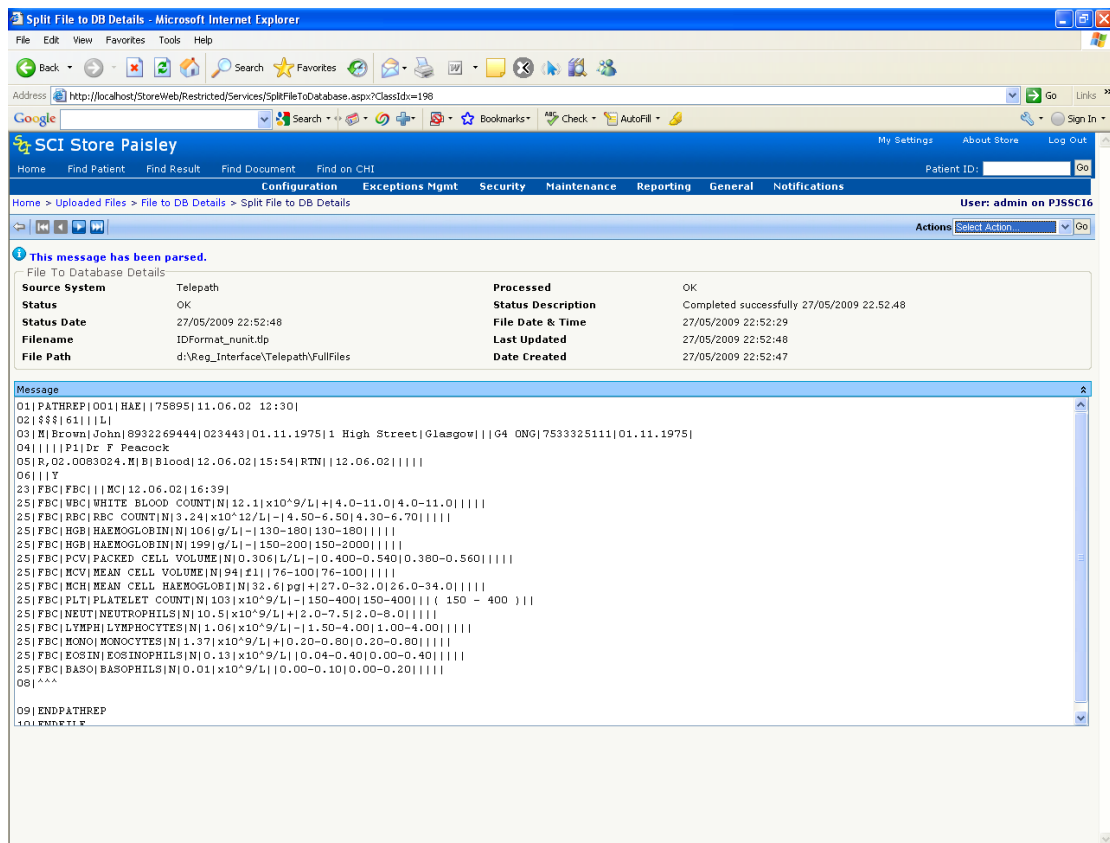 Split File to DB Details - Microsoft Internet Explorer
File Edit View Favorites Tools Help
Back Search Favorites
Address http://localhost/StoreWeb/Restricted/Services/SplitFileToDatabase.aspx?ClassIdx=198 Go Links »
Google Search Bookmarks Check AutoFill Sign In
SCI Store Paisley My Settings About Store Log Out
Home Find Patient Find Result Find Document Find on CHI Patient ID: Go
Configuration Exceptions Mgmt Security Maintenance Reporting General Notifications
Home > Uploaded Files > File to DB Details > Split File to DB Details User: admin on PJSSCI6
Actions Select Action... Go
This message has been parsed.
File To Database Details
Source System Telepath Processed OK
Status OK Status Description Completed successfully 27/05/2009 22.52.48
Status Date 27/05/2009 22:52:48 File Date & Time 27/05/2009 22:52:29
Filename IDFormat_nunit.tlp Last Updated 27/05/2009 22:52:48
File Path d:\Reg_Interface\Telepath\FullFiles Date Created 27/05/2009 22:52:47
Message
01|PATHREP|001|HAE||75895|11.06.02 12:30|
02|$$$|61|||L|
03|M|Brown|John|8932269444|023443|01.11.1975|1 High Street|Glasgow|||G4 0NG|7533325111|01.11.1975|
04|||||P1|Dr F Peacock
05|R,02.0083024.M|B|Blood|12.06.02|15:54|RTN||12.06.02|||||
06|||Y
23|FBC|FBC|||MC|12.06.02|16:39|
25|FBC|WBC|WHITE BLOOD COUNT|N|12.1|x10^9/L|+|4.0-11.0|4.0-11.0|||||
25|FBC|RBC|RBC COUNT|N|3.24|x10^12/L|-|4.50-6.50|4.30-6.70|||||
25|FBC|HGB|HAEMOGLOBIN|N|106|g/L|-|130-180|130-180|||||
25|FBC|HGB|HAEMOGLOBIN|N|199|g/L|-|150-200|150-2000|||||
25|FBC|PCV|PACKED CELL VOLUME|N|0.306|L/L|-|0.400-0.540|0.380-0.560|||||
25|FBC|MCV|MEAN CELL VOLUME|N|94|fl||76-100|76-100|||||
25|FBC|MCH|MEAN CELL HAEMOGLOBI|N|32.6|pg|+|27.0-32.0|26.0-34.0|||||
25|FBC|PLT|PLATELET COUNT|N|103|x10^9/L|-|150-400|150-400|||( 150 - 400 )||
25|FBC|NEUT|NEUTROPHILS|N|10.5|x10^9/L|+|2.0-7.5|2.0-8.0|||||
25|FBC|LYMPH|LYMPHOCYTES|N|1.06|x10^9/L|-|1.50-4.00|1.00-4.00|||||
25|FBC|MONO|MONOCYTES|N|1.37|x10^9/L|+|0.20-0.80|0.20-0.80|||||
25|FBC|EOSIN|EOSINOPHILS|N|0.13|x10^9/L||0.04-0.40|0.00-0.40|||||
25|FBC|BASO|BASOPHILS|N|0.01|x10^9/L||0.00-0.10|0.00-0.20|||||
08|^^^
09|ENDPATHREP
10|ENDFILE